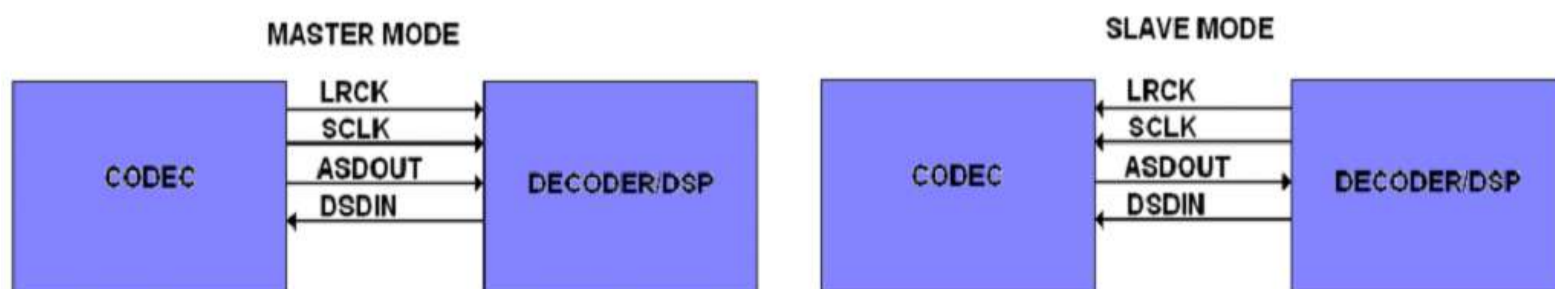 MASTER MODE
LRCK
SCLK
ASDOUT
DSDIN
CODEC
DECODER/DSP
SLAVE MODE
LRCK
SCLK
ASDOUT
DSDIN
CODEC
DECODER/DSP